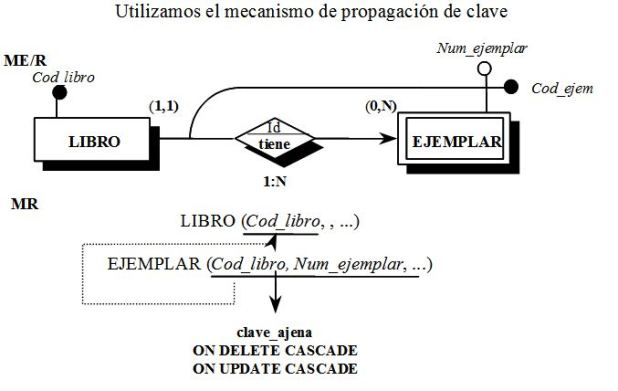 Utilizamos el mecanismo de propagación de clave
ME/R
Cod libro
Num_ejemplar
Cod_ejem
(1,1)
(0,N)
LIBRO
Id
tiene
EJEMPLAR
1:N
MR
LIBRO (Cod_libro, , ...)
EJEMPLAR (Cod_libro, Num_ejemplar, ...)
clave_ajena
ON DELETE CASCADE
ON UPDATE CASCADE